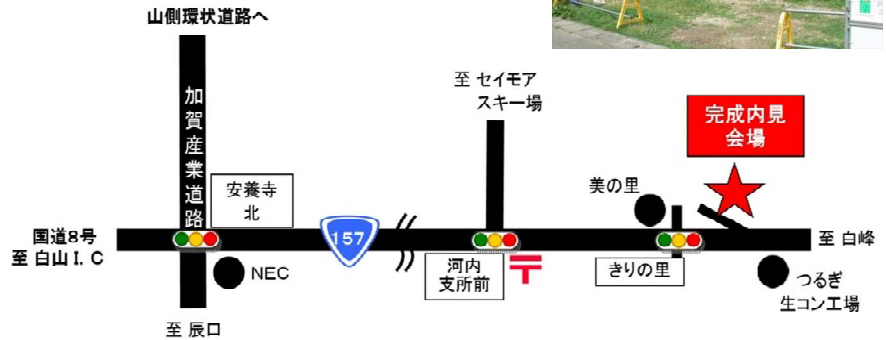 山側環状道路へ
加賀産業道路
至 セイモア
スキー場
完成内見
会場
安養寺
北
美の里
国道8号
至 白山I.C
157
至 白峰
NEC
河内
支所前
〒
きりの里
つるぎ
生コン工場
至 辰口